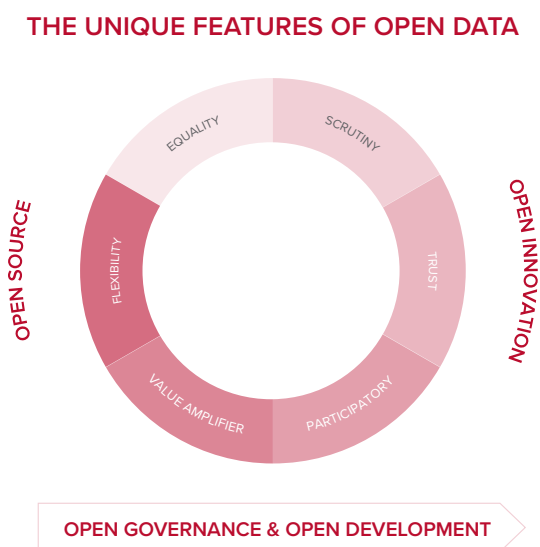 THE UNIQUE FEATURES OF OPEN DATA
EQUALITY
SCRUTINY
OPEN SOURCE
FLEXIBILITY
TRUST
OPEN INNOVATION
VALUE AMPLIFIER
PARTICIPATORY
OPEN GOVERNANCE & OPEN DEVELOPMENT